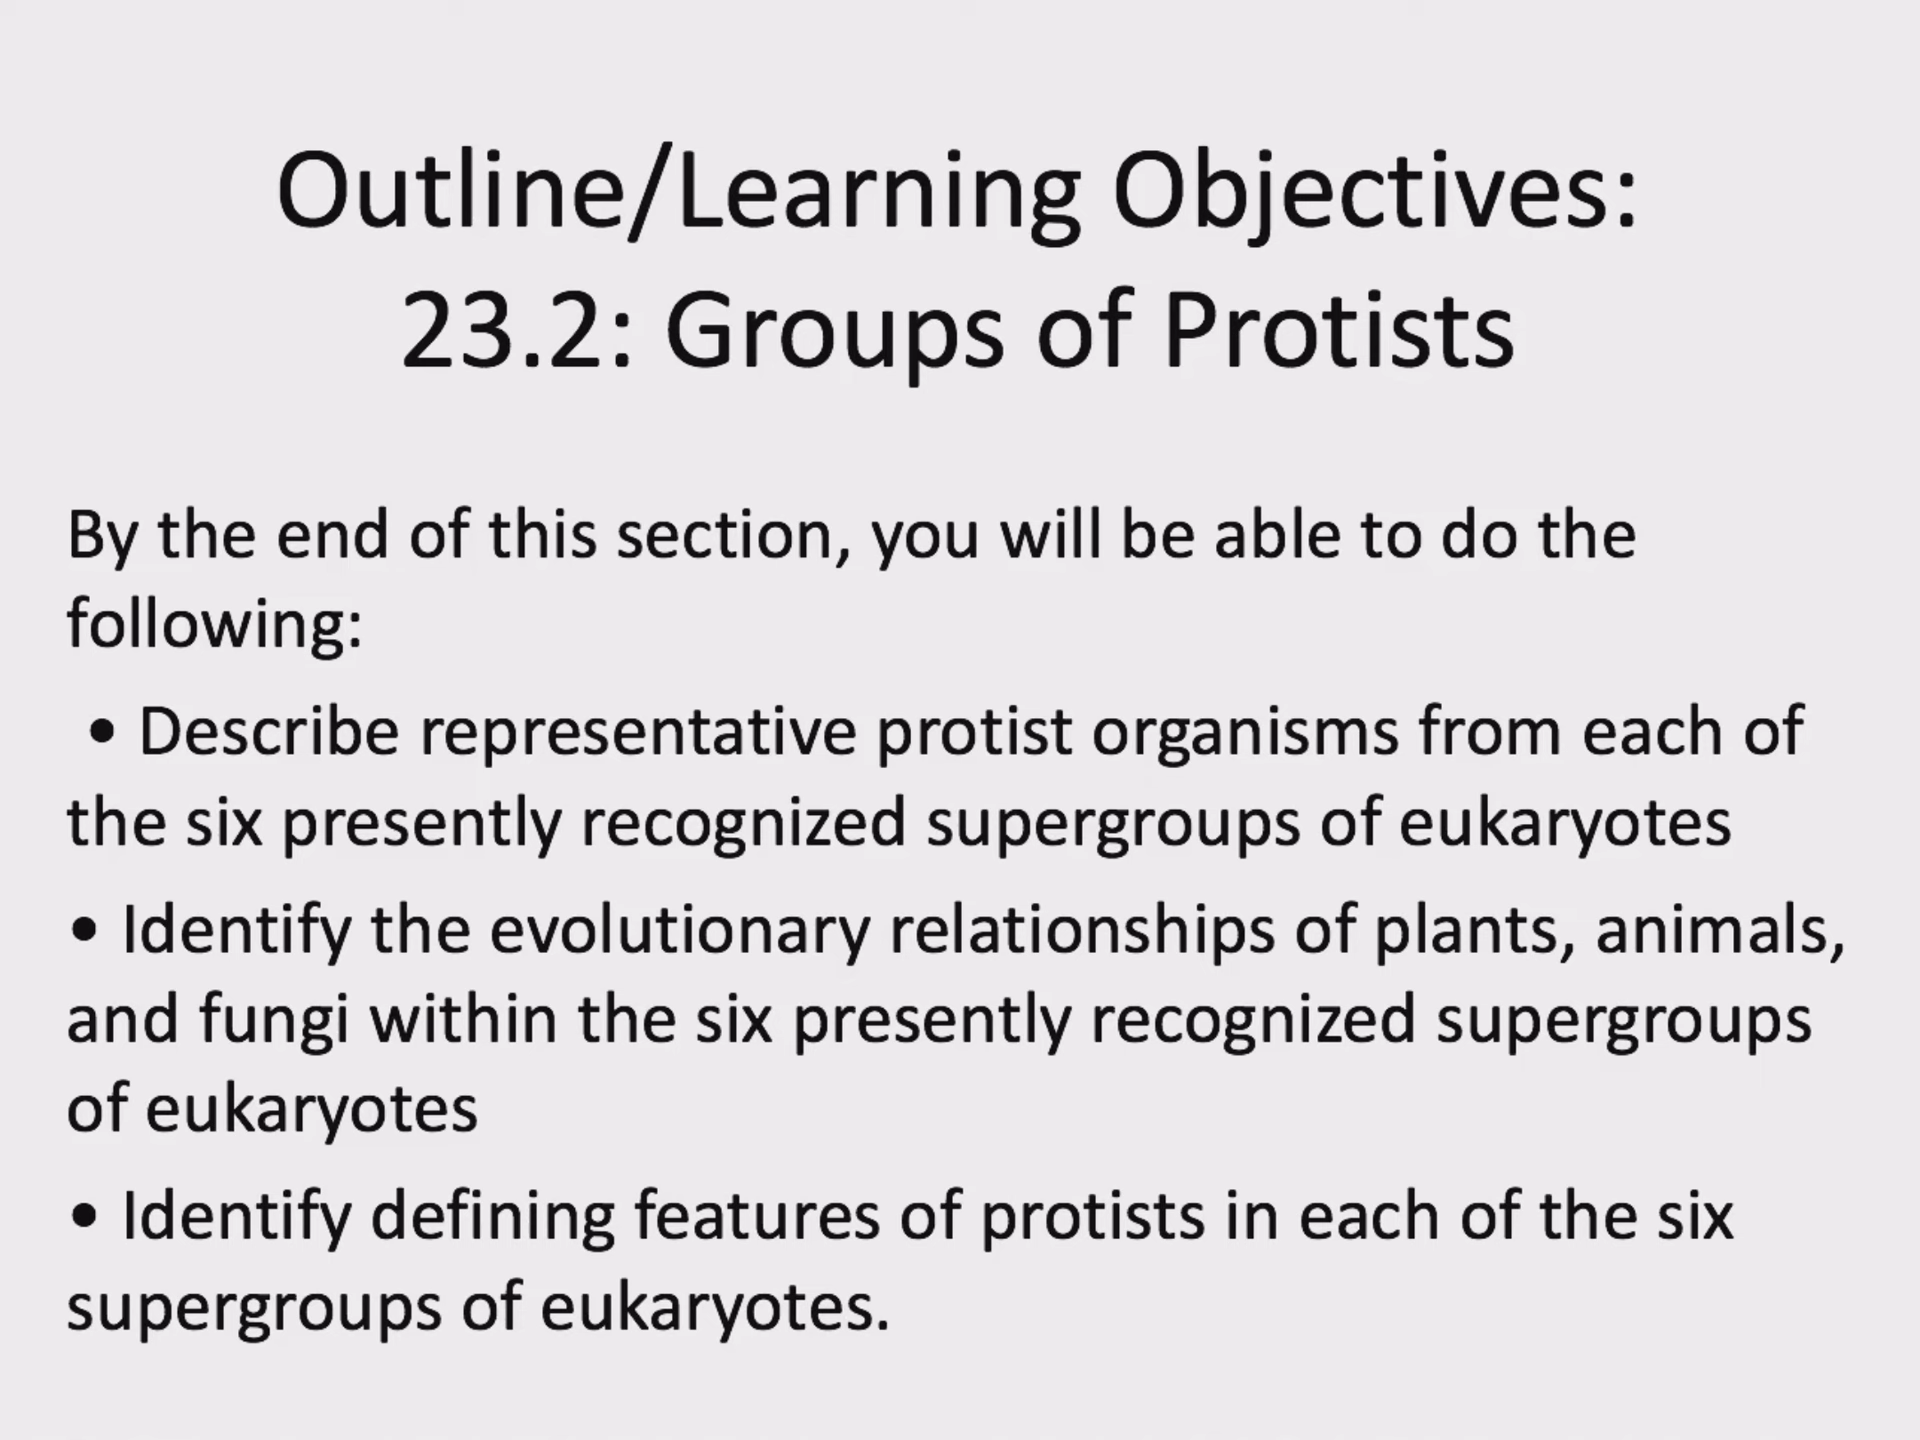 Outline/Learning Objectives:
23.2: Groups of Protists
By the end of this section, you will be able to do the
following:
• Describe representative protist organisms from each of
the six presently recognized supergroups of eukaryotes
• Identify the evolutionary relationships of plants, animals,
and fungi within the six presently recognized supergroups
of eukaryotes
• Identify defining features of protists in each of the six
supergroups of eukaryotes.